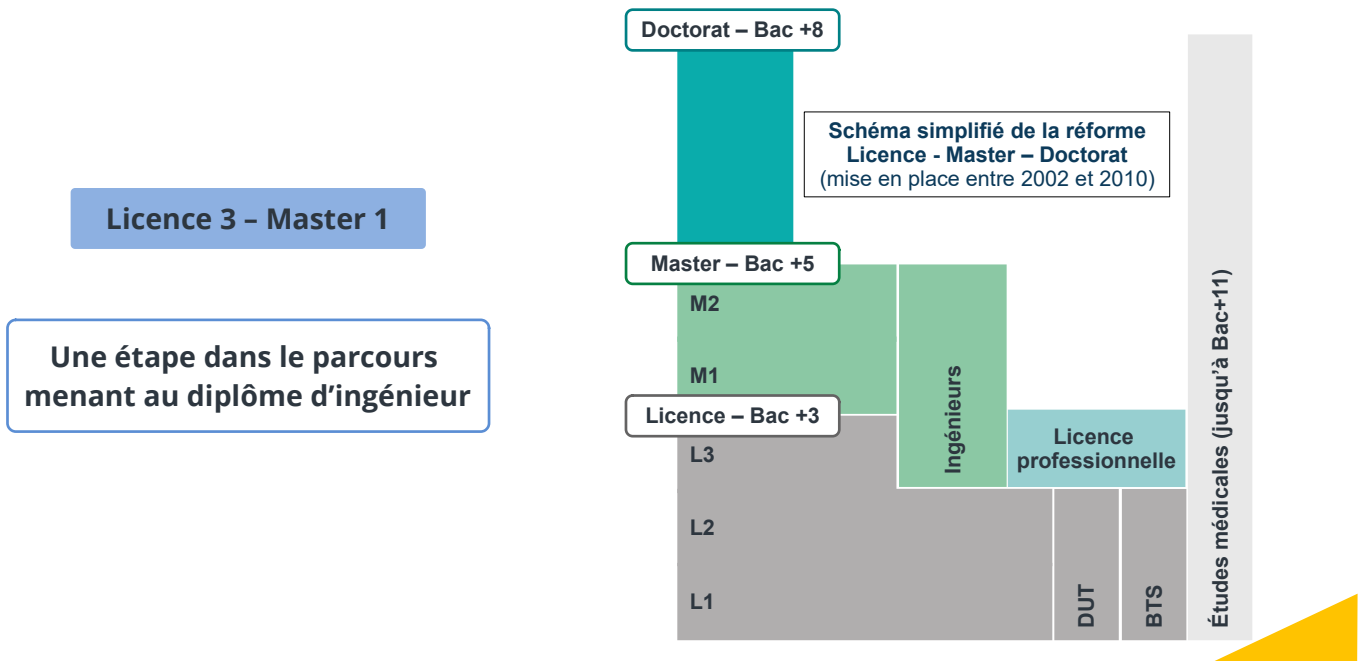 Licence 3 – Master 1
Une étape dans le parcours
menant au diplôme d’ingénieur
Doctorat – Bac +8
Schéma simplifié de la réforme
Licence - Master – Doctorat
(mise en place entre 2002 et 2010)
Master – Bac +5
M2
M1
Licence – Bac +3
L3
L2
L1
Ingénieurs
Licence
professionnelle
DUT
BTS
Études médicales (jusqu’à Bac+11)